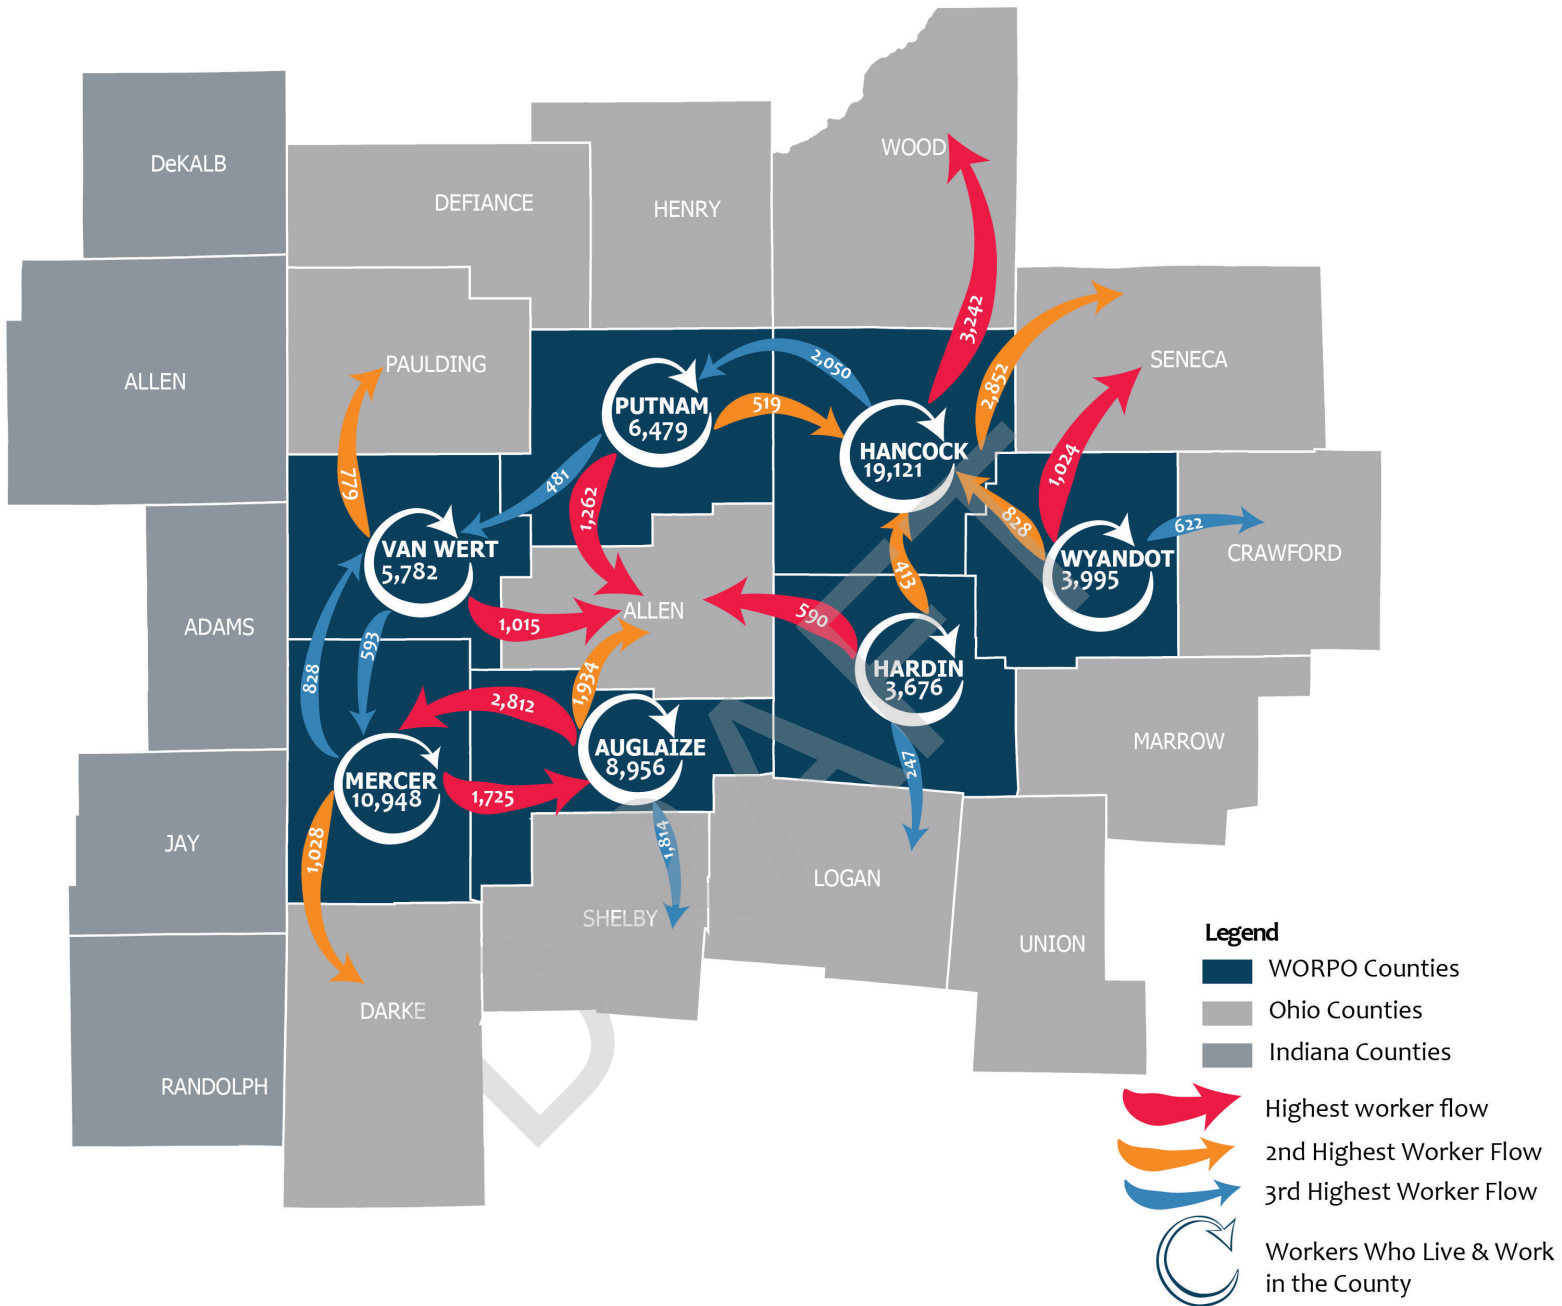 WOOD
DeKALB
DEFIANCE
HENRY
3,242
SENECA
2,852
PAULDING
ALLEN
2,050
PUTNAM
6,479
519
HANCOCK
19,121
1,024
779
481
1,262
828
622
CRAWFORD
VAN WERT
5,782
WYANDOT
3,995
413
ALLEN
590
1,015
ADAMS
593
828
HARDIN
3,676
1,934
2,812
AUGLAIZE
8,956
MARROW
247
MERCER
10,948
1,725
1,028
1,814
JAY
LOGAN
SHELBY
UNION
DARKE
RANDOLPH
DRAFT
Legend
WORPO Counties
Ohio Counties
Indiana Counties
Highest worker flow
2nd Highest Worker Flow
3rd Highest Worker Flow
Workers Who Live & Work
in the County